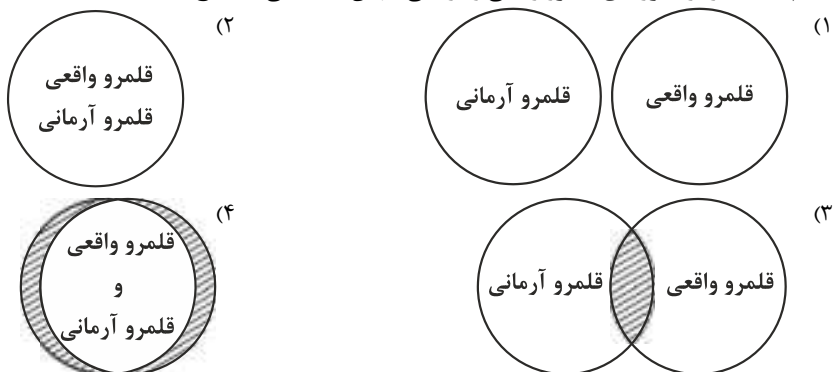 ۱)
قلمرو واقعی
قلمرو آرمانی
۲)
قلمرو واقعی
قلمرو آرمانی
۳)
قلمرو واقعی
قلمرو آرمانی
۴)
قلمرو واقعی
و
قلمرو آرمانی